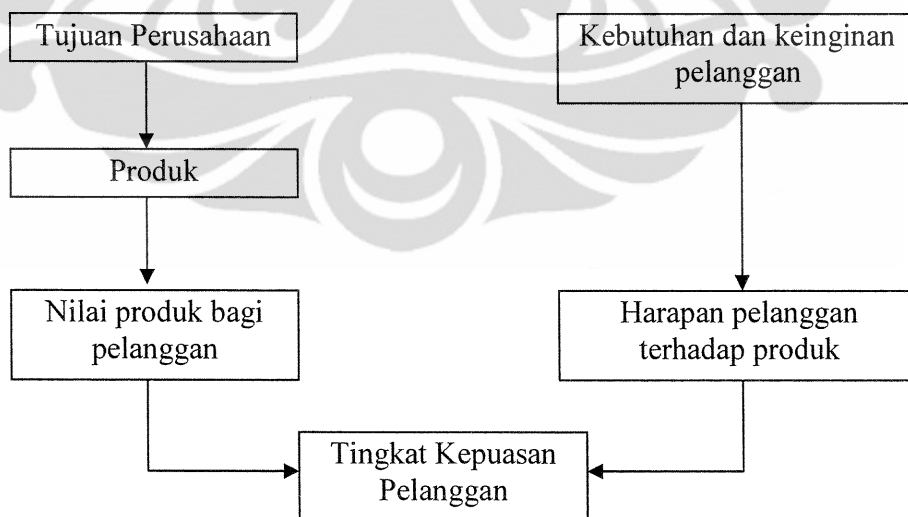 Tujuan Perusahaan
Produk
Nilai produk bagi
pelanggan
Kebutuhan dan keinginan
pelanggan
Harapan pelanggan
terhadap produk
Tingkat Kepuasan
Pelanggan